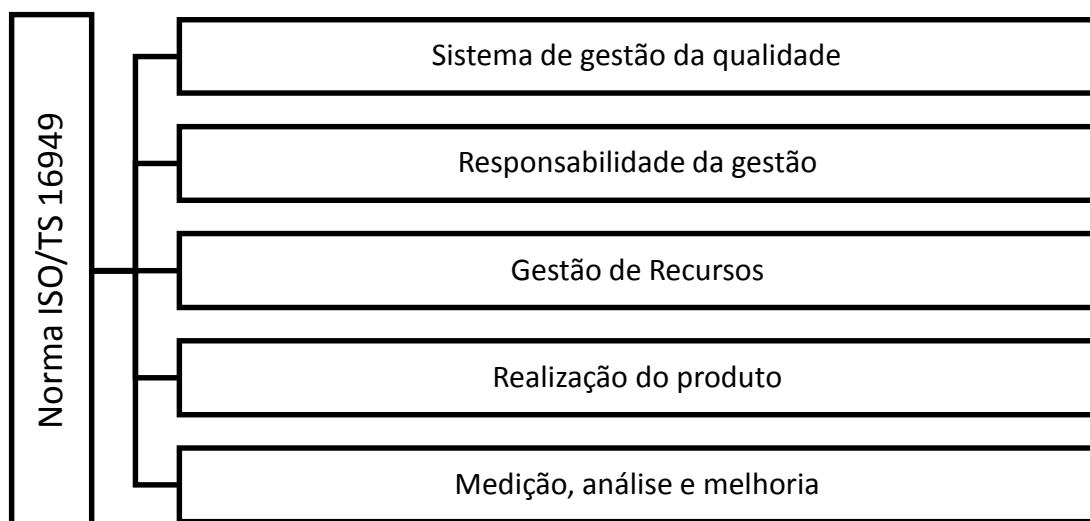 Norma ISO/TS 16949
Sistema de gestão da qualidade
Responsabilidade da gestão
Gestão de Recursos
Realização do produto
Medição, análise e melhoria